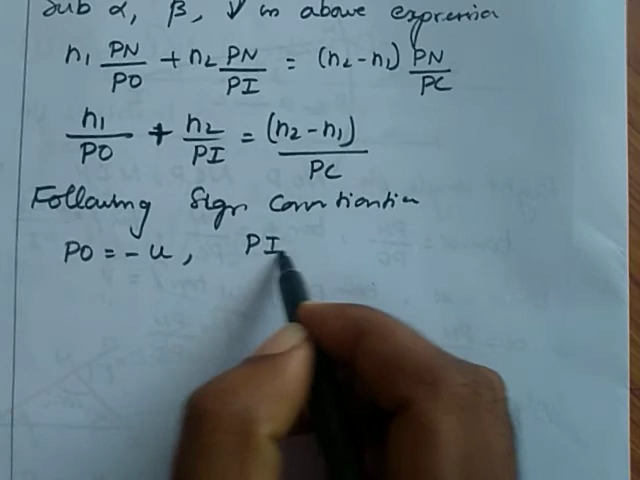 Sub α, β, γ in above expression
n₁ PN/PO + n₂ PN/PI = (n₂-n₁) PN/PC
n₁/PO + n₂/PI = (n₂-n₁)/PC
Following Sign
PO = -u, PI